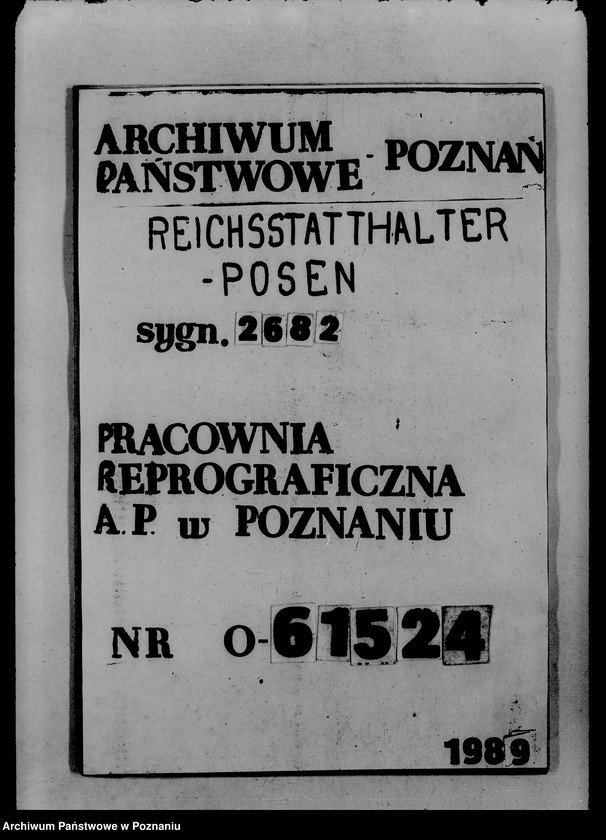 ARCHIWUM
PAŃSTWOWE - POZNAŃ
REICHSSTATTHALTER
-POSEN
sygn. 2682
PRACOWNIA
REPROGRAFICZNA
A.P. w POZNANIU
NR O-61524
1989
Archiwum Państwowe w Poznaniu